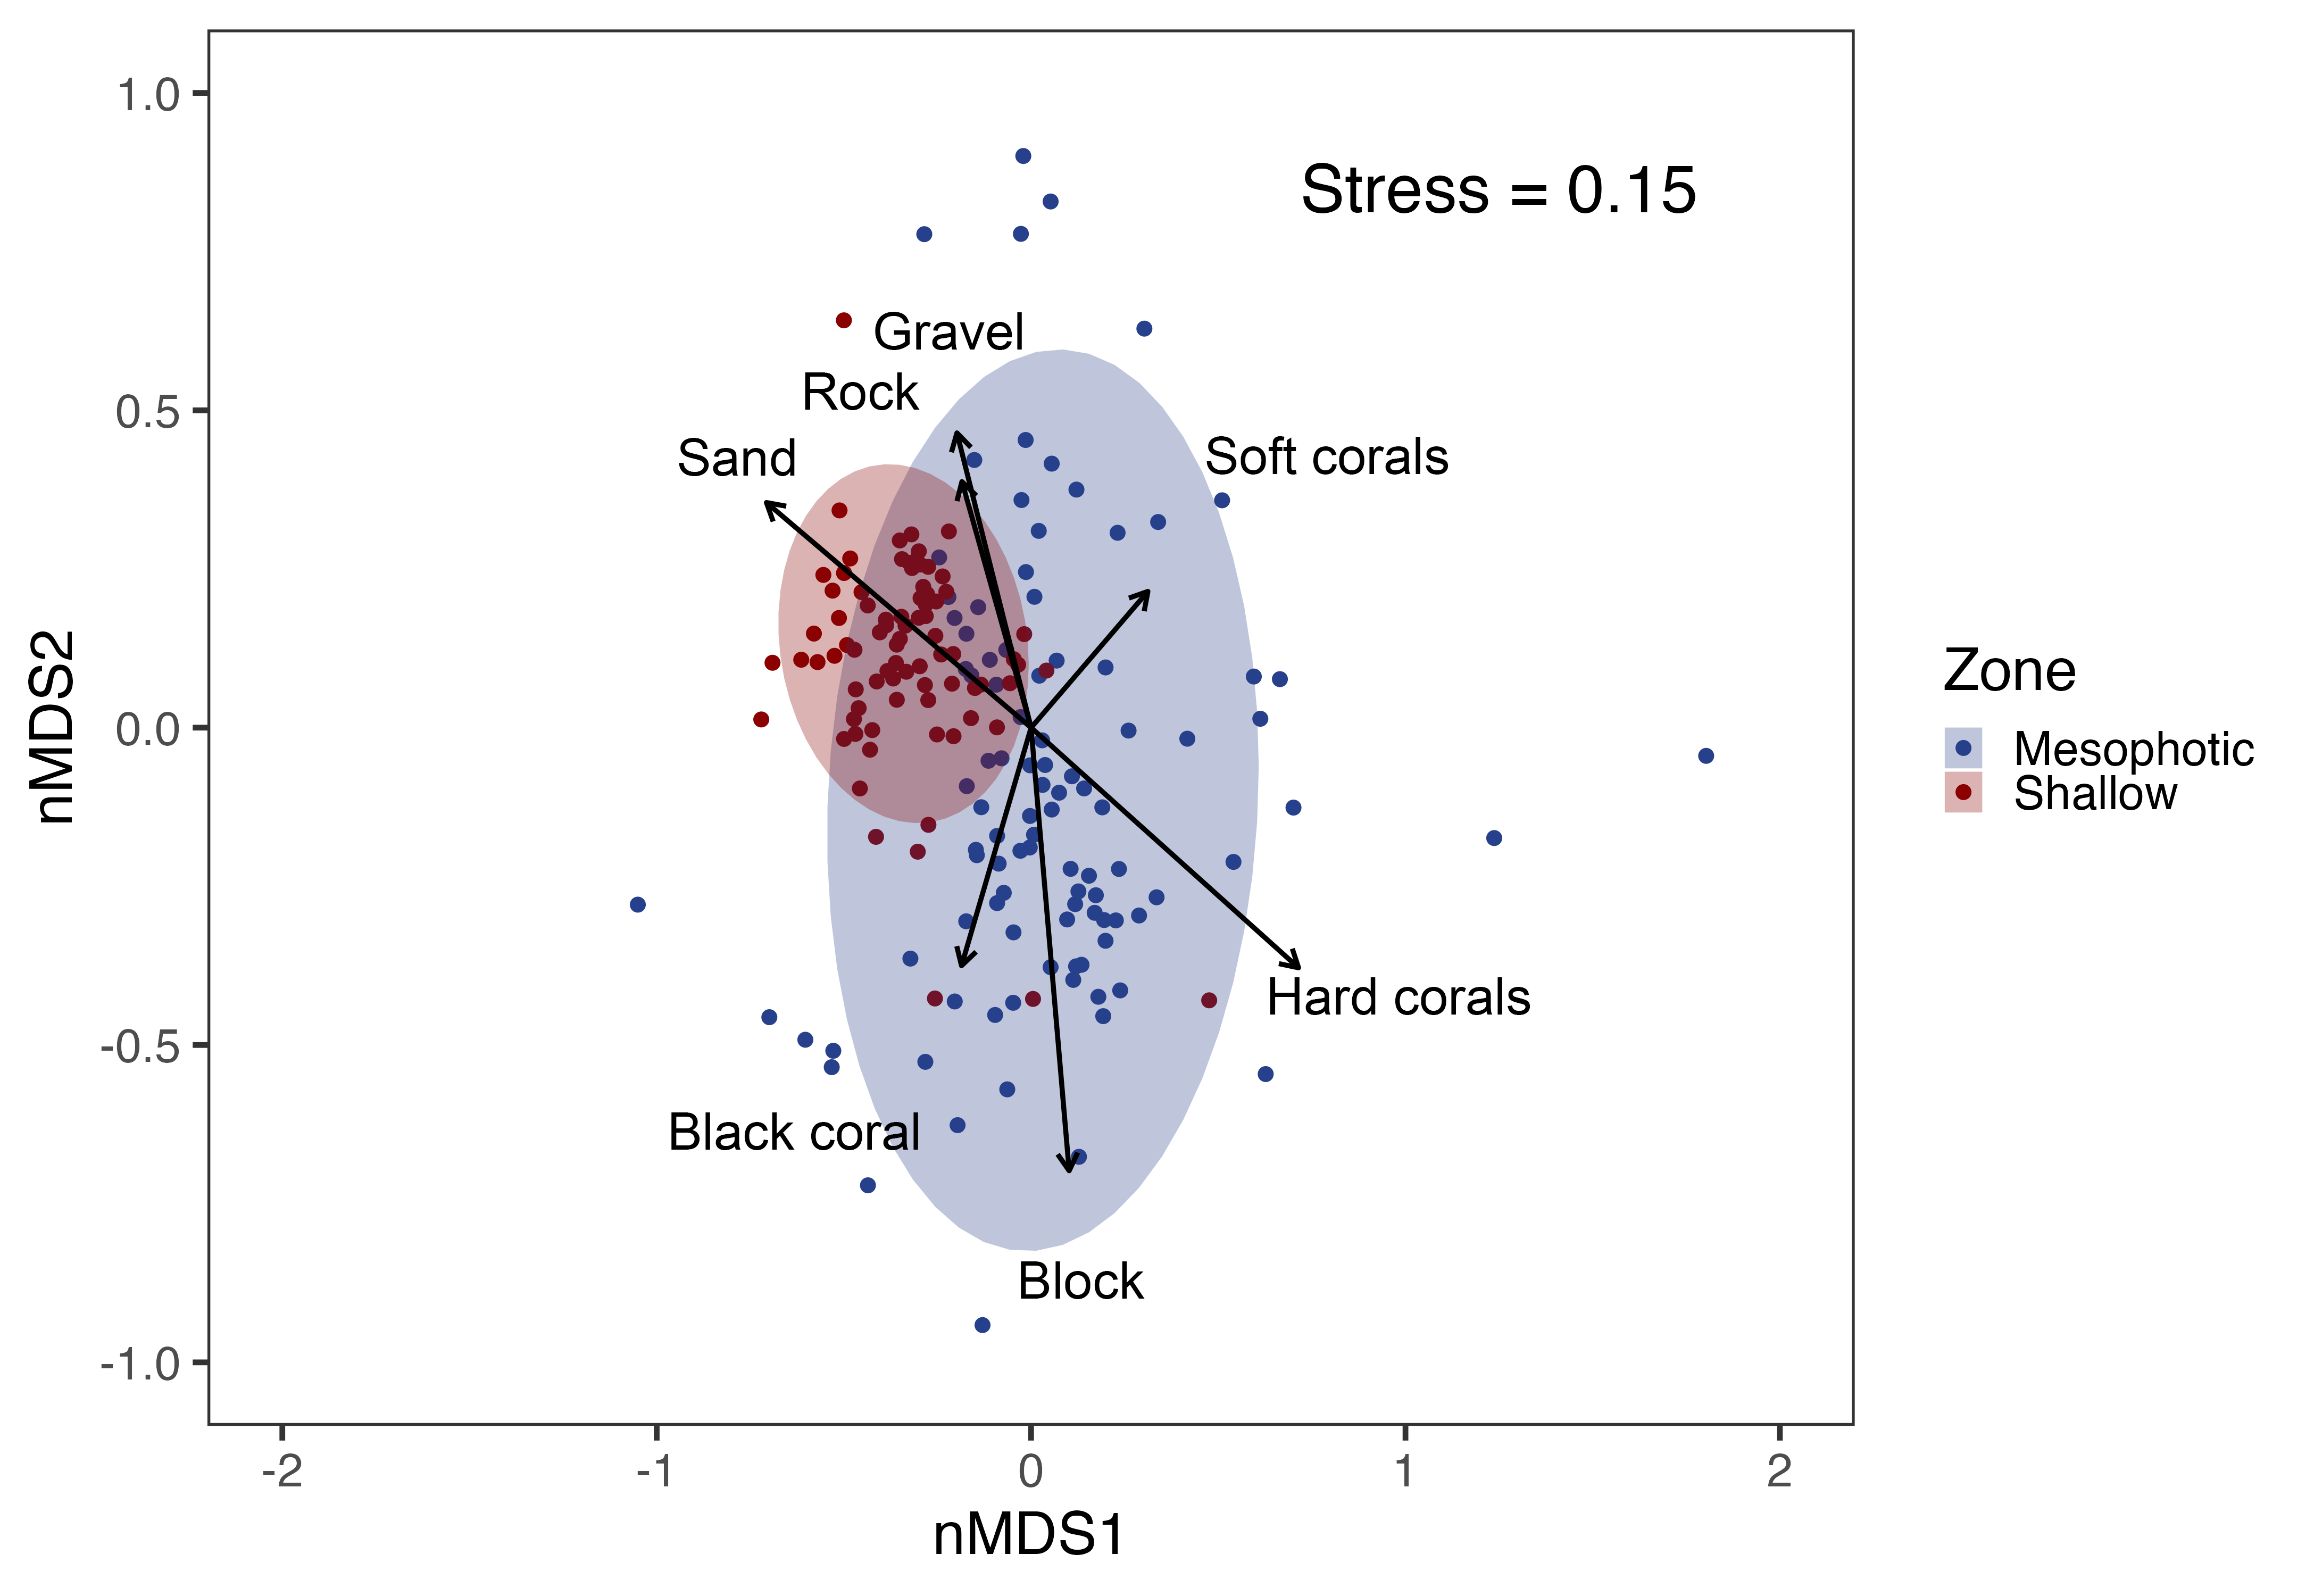 Stress = 0.15
1.0
0.5
0.0
-0.5
-1.0
nMDS2
Gravel
Rock
Sand
Soft corals
Hard corals
Black coral
Block
-2
-1
0
1
2
nMDS1
Zone
Mesophotic
Shallow